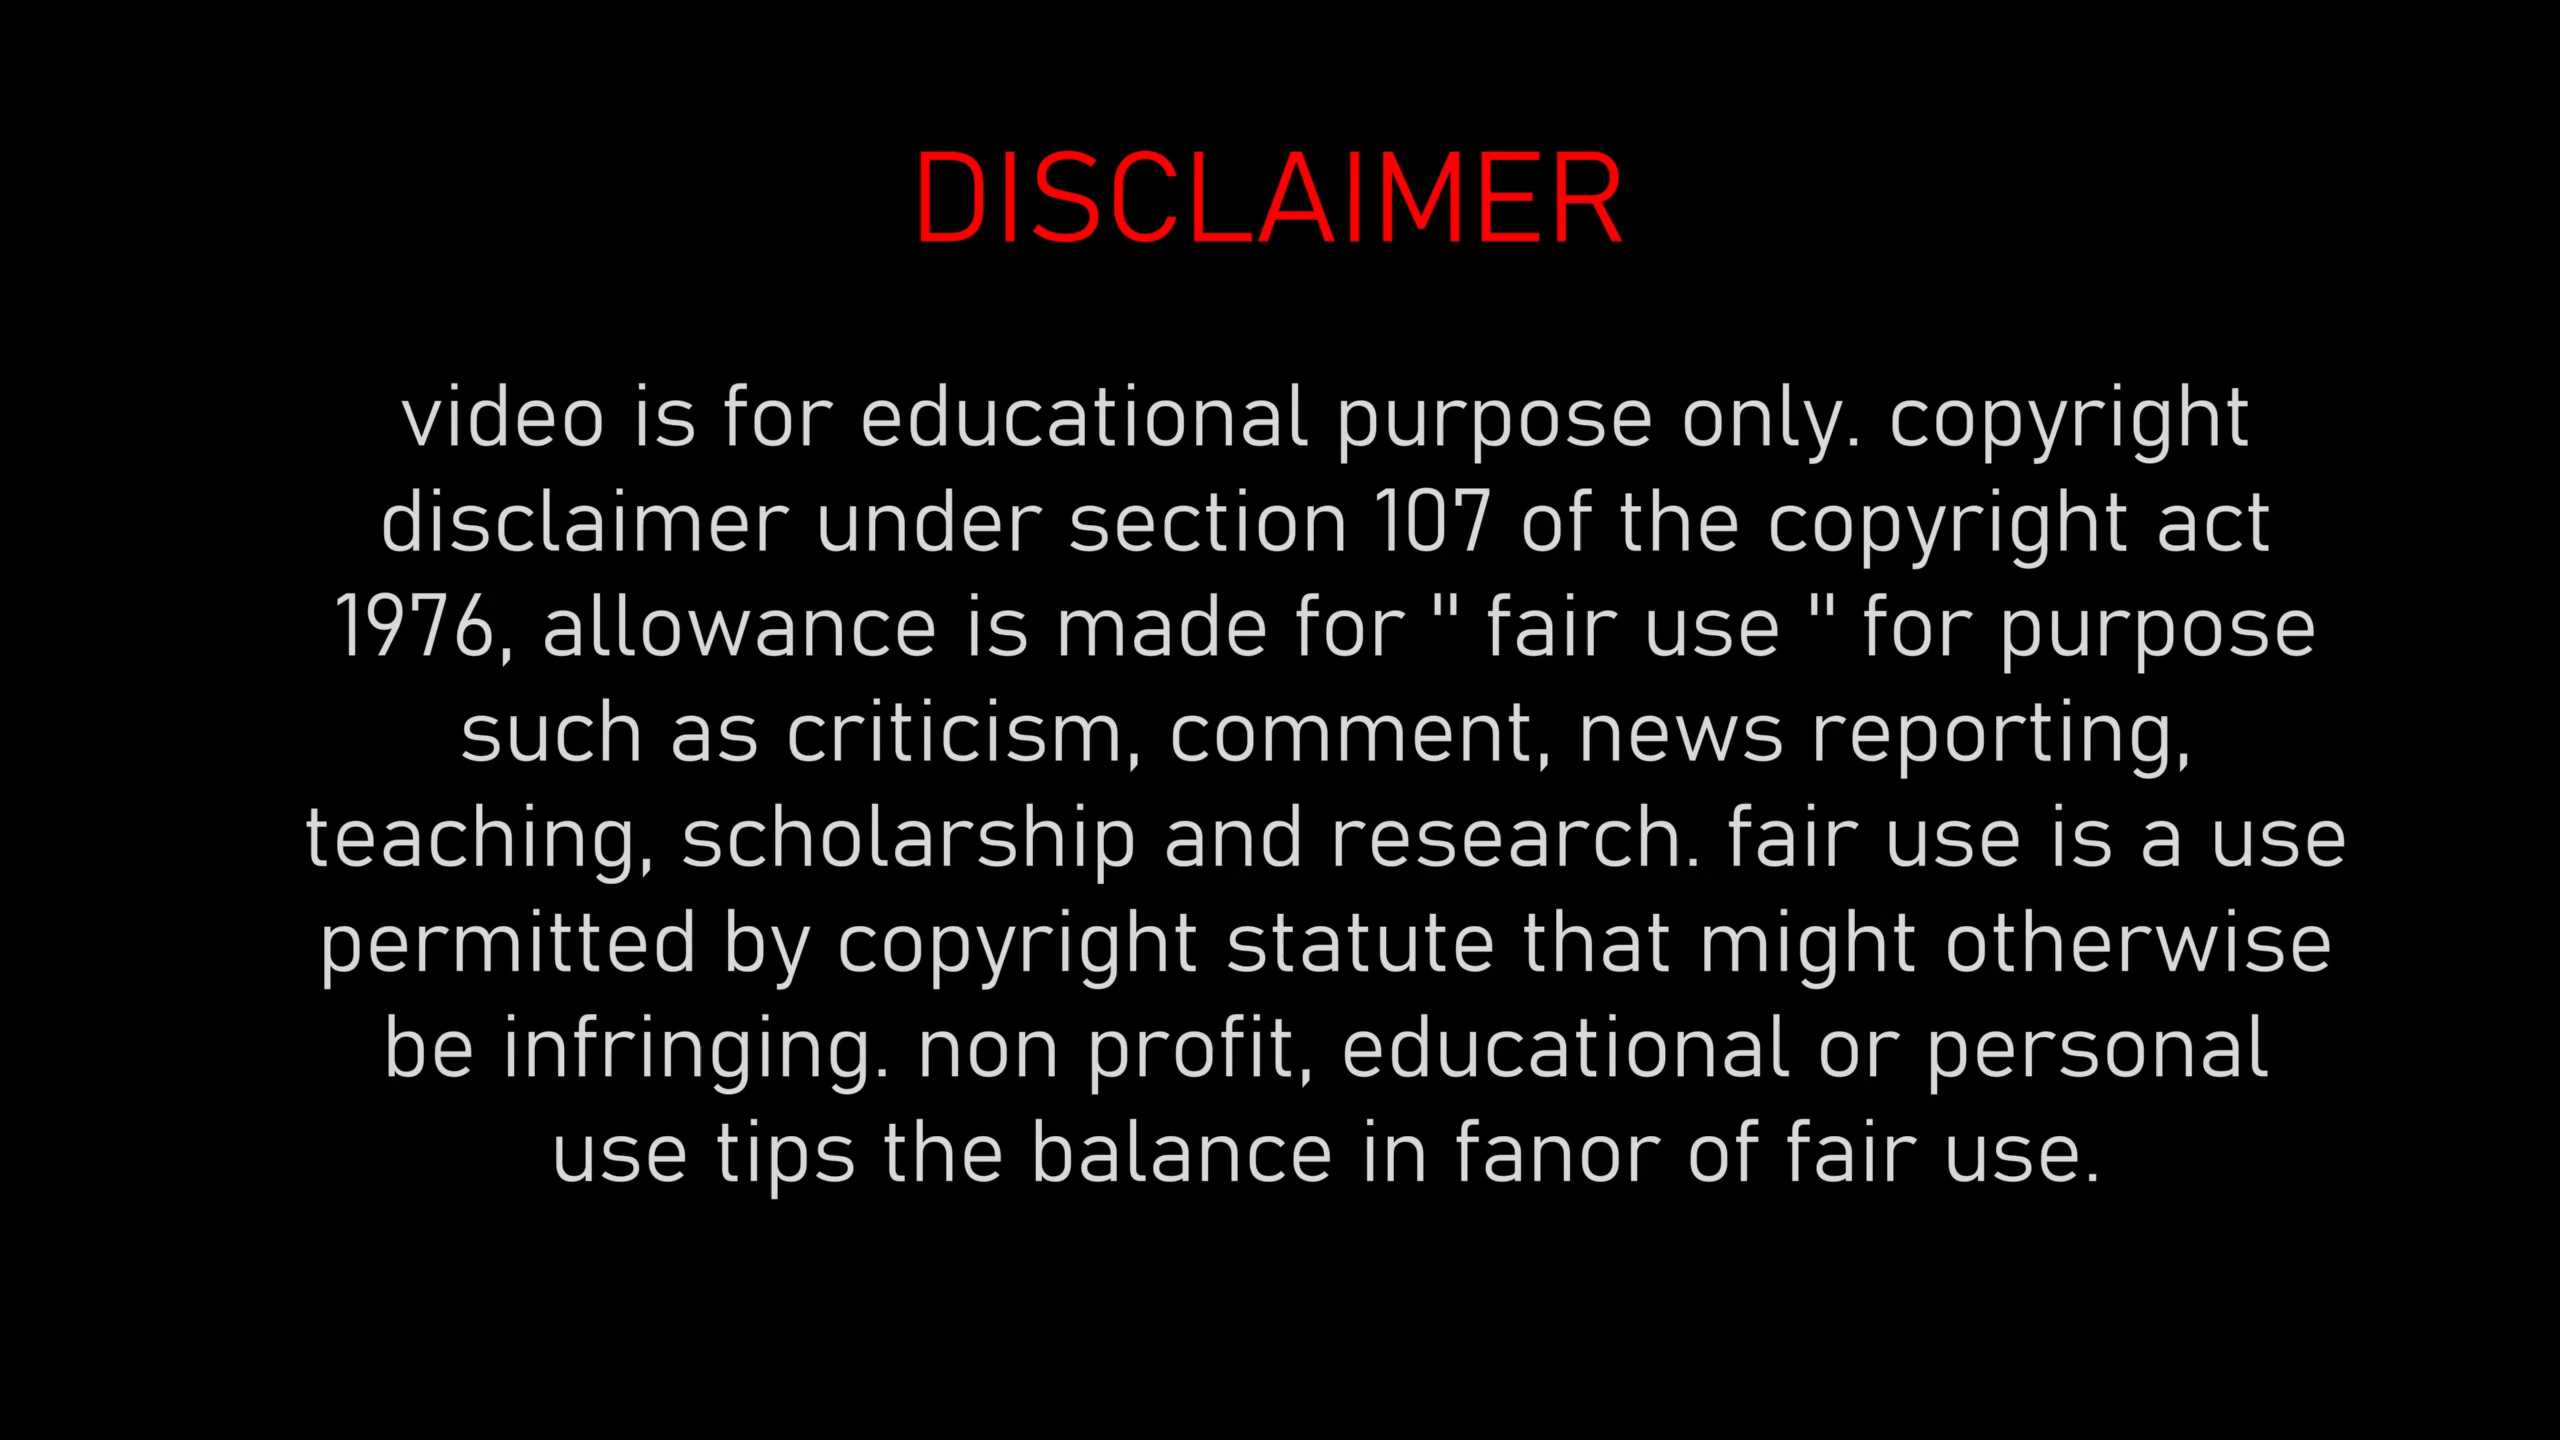 DISCLAIMER
video is for educational purpose only. copyright
disclaimer under section 107 of the copyright act
1976, allowance is made for " fair use " for purpose
such as criticism, comment, news reporting,
teaching, scholarship and research. fair use is a use
permitted by copyright statute that might otherwise
be infringing. non profit, educational or personal
use tips the balance in fanor of fair use.